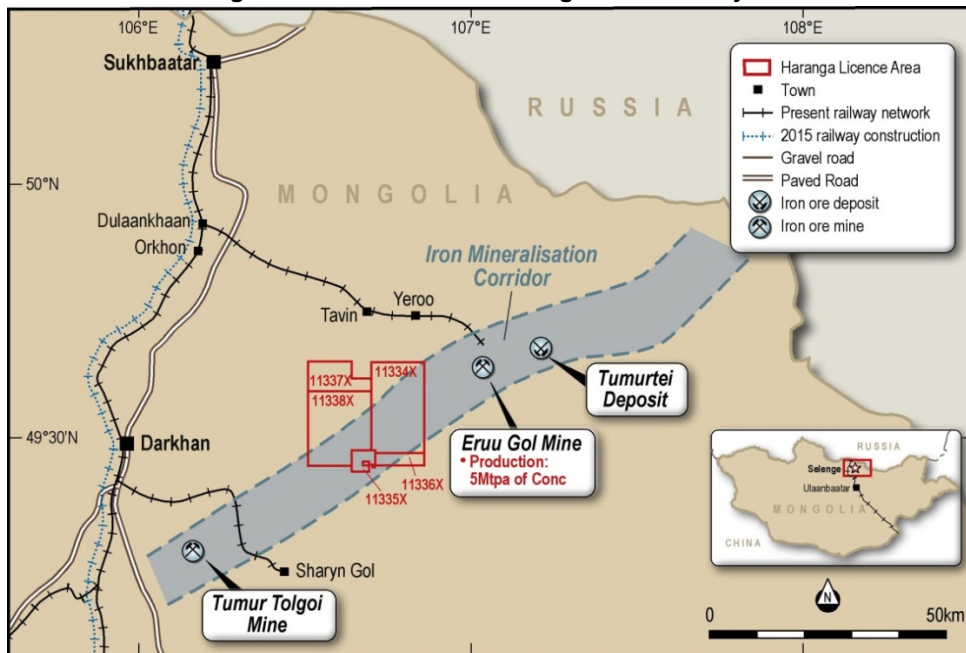 106°E
107°E
108°E
Sukhbaatar
RUSSIA
MONGOLIA
50°N
Dulaankhaan
Orkhon
Iron Mineralisation
Corridor
Yeroo
Tavin
11337X
11334X
11338X
11336X
11335X
Tumurtei
Deposit
49°30'N
Darkhan
Eruu Gol Mine
• Production:
5Mtpa of Conc
Sharyn Gol
Tumur Tolgoi
Mine
Haranga Licence Area
Town
Present railway network
2015 railway construction
Gravel road
Paved Road
Iron ore deposit
Iron ore mine
RUSSIA
Selenge
Ulaanbaatar
MONGOLIA
CHINA
N
0
50km